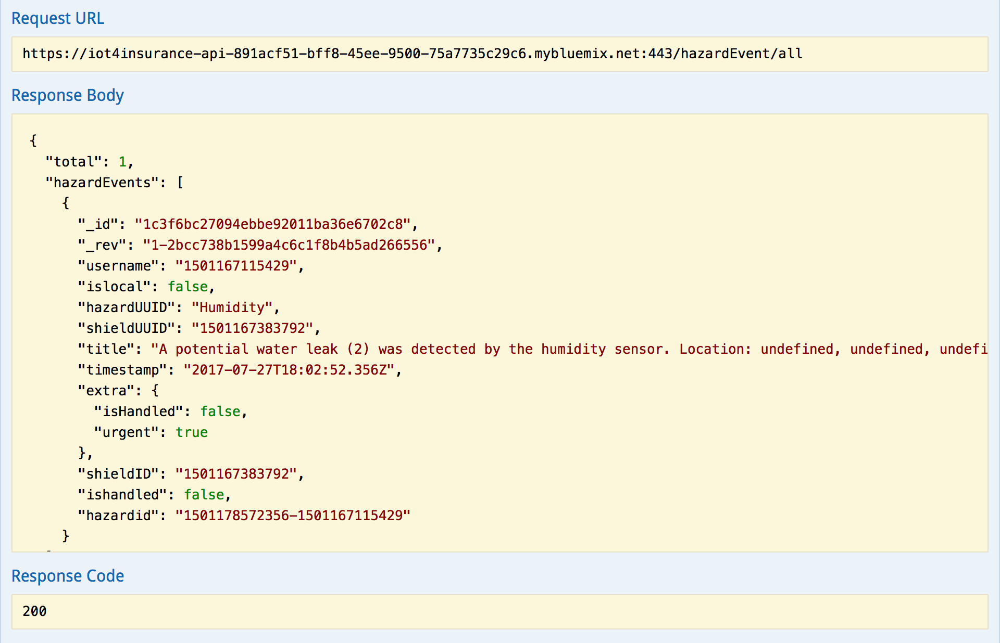 Request URL
https://iot4insurance-api-891acf51-bff8-45ee-9500-75a7735c29c6.mybluemix.net:443/hazardEvent/all
Response Body
{
"total": 1,
"hazardEvents": [
{
"_id": "1c3f6bc27094ebbe92011ba36e6702c8",
"_rev": "1-2bcc738b1599a4c6c1f8b4b5ad266556",
"username": "1501167115429",
"islocal": false,
"hazardUUID": "Humidity",
"shieldUUID": "1501167383792",
"title": "A potential water leak (2) was detected by the humidity sensor. Location: undefined, undefined, undefi
"timestamp": "2017-07-27T18:02:52.356Z",
"extra": {
"isHandled": false,
"urgent": true
},
"shieldID": "1501167383792",
"ishandled": false,
"hazardid": "1501178572356-1501167115429"
}
Response Code
200